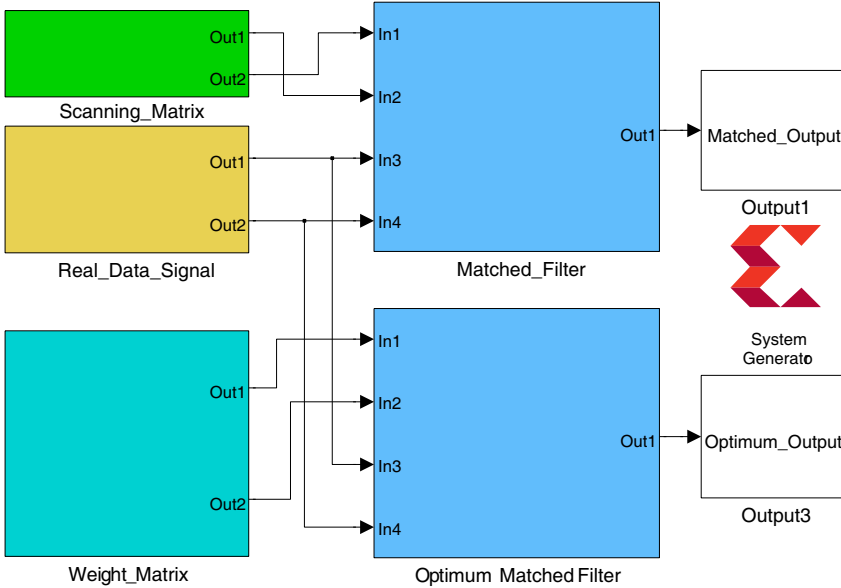 Out1
Out2
Scanning_Matrix
Out1
Out2
Real_Data_Signal
Out1
Out2
Weight_Matrix
In1
In2
In3
In4
Out1
Matched_Filter
In1
In2
In3
In4
Out1
Optimum Matched Filter
Matched_Output
Output1
System
Generator
Optimum_Output
Output3